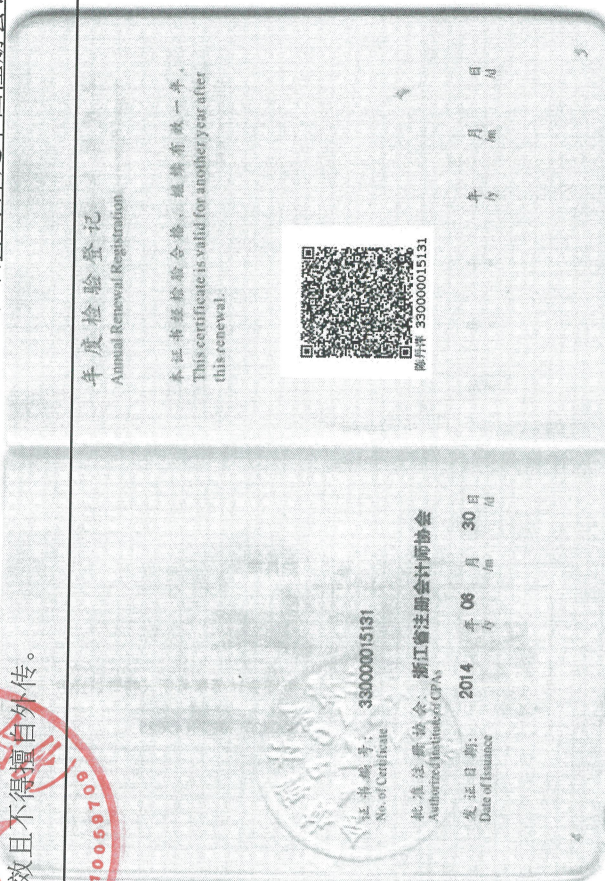 效且不得擅自外传。
年度检验登记
Annual Renewal Registration
本证书经检验合格，继续有效一年。
This certificate is valid for another year after
this renewal.
330000015131
年 月 日
/y /m /d
5
证书编号： 330000015131
No. of Certificate
批准注册协会： 浙江省注册会计师协会
Authorized Institute of CPAs
发证日期： 2014 年 06 月 30 日
Date of Issuance /y /m /d
4